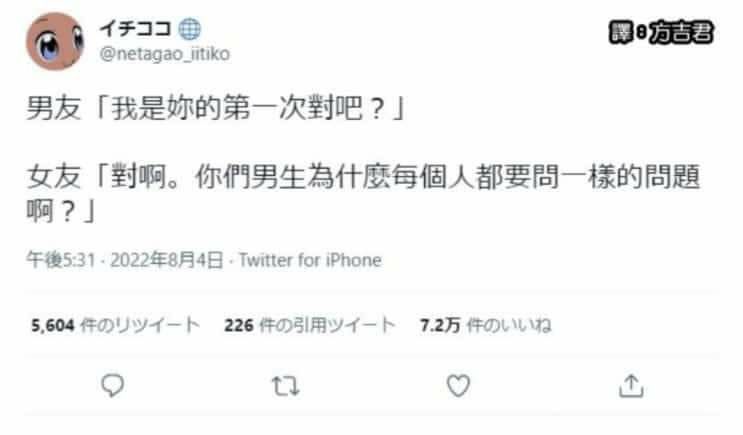 イチココ
譯:方吉君
@netagao_iitiko
男友「我是妳的第一次對吧？」
女友「對啊。你們男生為什麼每個人都要問一樣的問題
啊？」
午後5:31 · 2022年8月4日 · Twitter for iPhone
5,604 件のリツイート 226 件の引用ツイート 7.2万 件のいいね